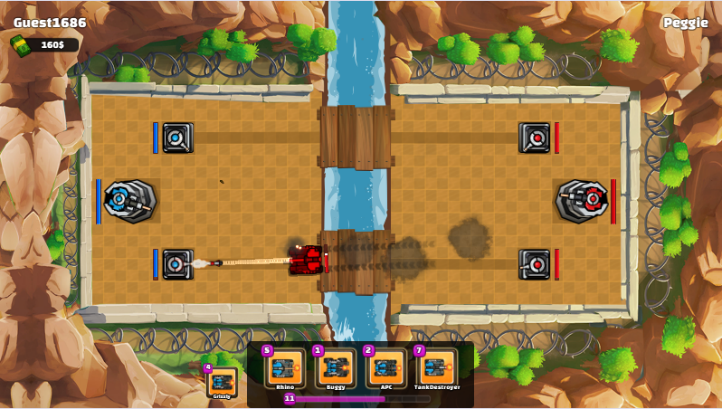 Guest1686
Peggie
160$
4
Grizzly
5
Rhino
1
Buggy
2
APC
7
TankDestroyer
11